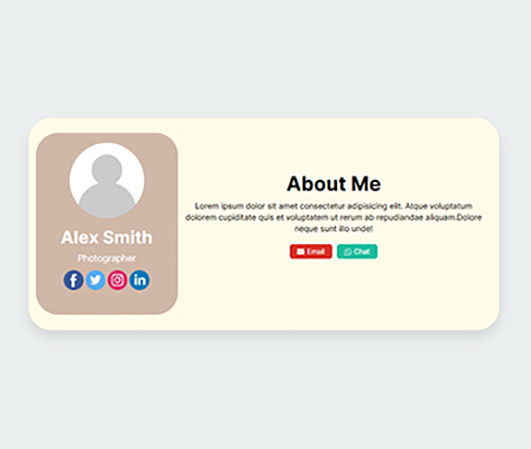 Alex Smith
Photographer
About Me
Lorem ipsum dolor sit amet consectetur adipisicing elit. Atque voluptatum
dolorem cupiditate quis et voluptatem ut rerum ab repudiandae aliquam.Dolore
neque sunt illo unde!
Email
Chat